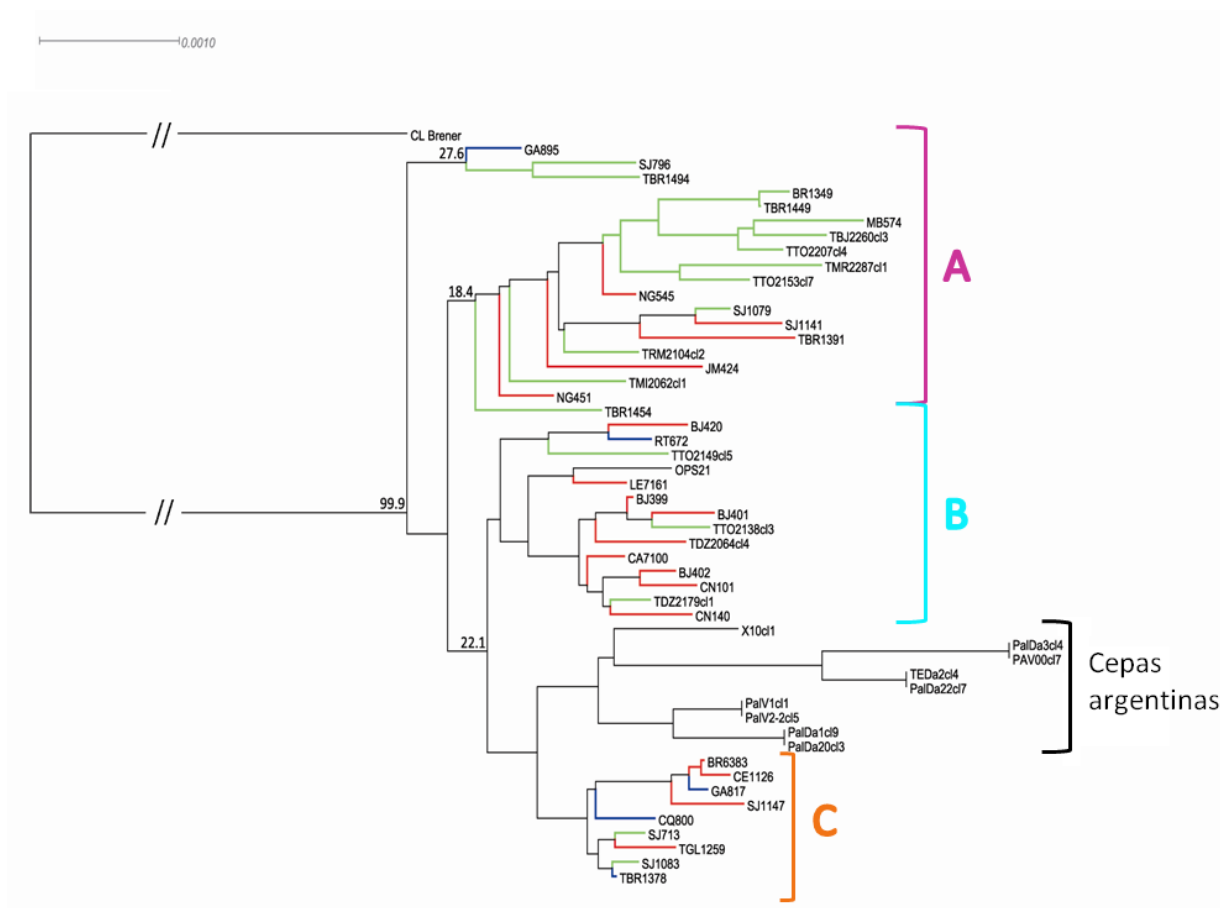 0.0010
CL Brener
27.6
GA895
SJ796
TBR1494
BR1349
TBR1449
MB574
TBJ2260cl3
TTO2207cl4
TMR2287cl1
A
TTO2153cl7
18.4
NG545
SJ1079
SJ1141
TBR1391
TRM2104cl2
JM424
TMI2062cl1
NG451
TBR1454
BJ420
RT672
TTO2149cl5
OPS21
LE7161
99.9
BJ399
BJ401
B
TTO2138cl3
TDZ2064cl4
CA7100
BJ402
CN101
TDZ2179cl1
CN140
X10cl1
22.1
PalDa3cl4
PAV00cl7
TEDa2cl4
PalDa22cl7
Cepas
argentinas
PalV1cl1
PalV2-2cl5
PalDa1cl9
PalDa20cl3
BR6383
CE1126
GA817
SJ1147
C
CQ800
SJ713
TGL1259
SJ1083
TBR1378